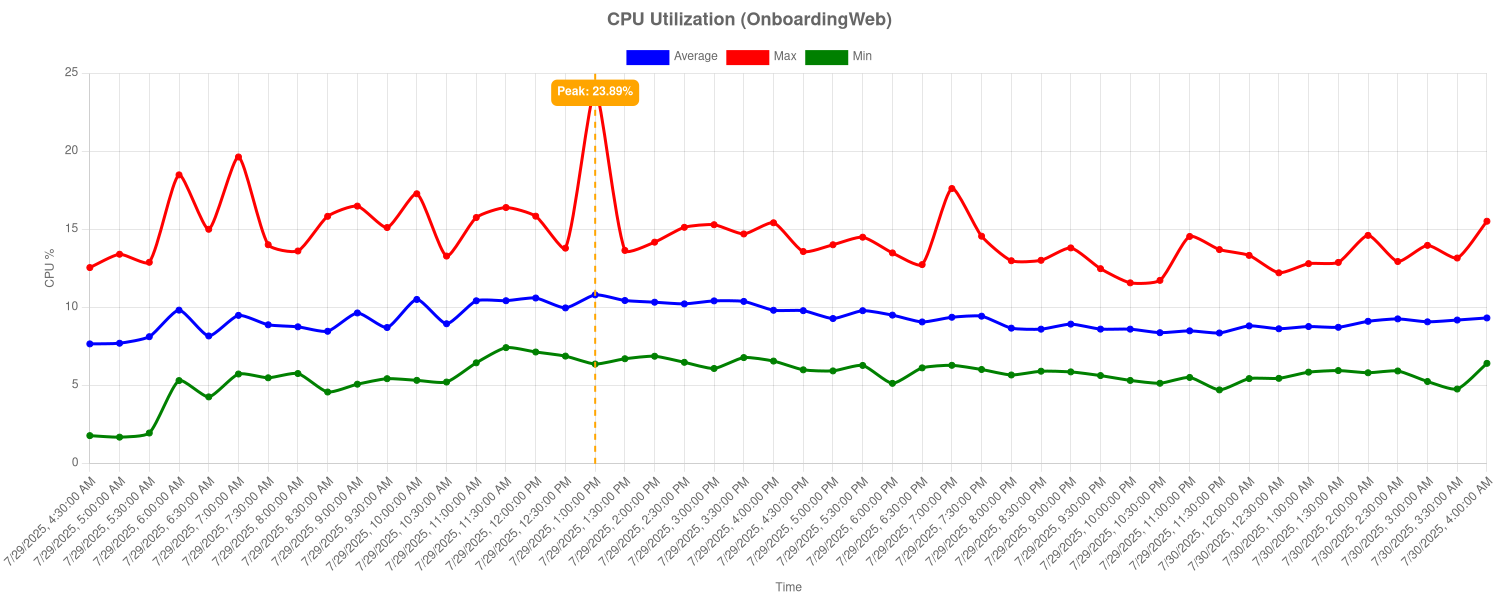 CPU Utilization (OnboardingWeb)
Average Max Min
Peak: 23.89%
25
20
15
10
5
0
CPU %
7/29/2025, 4:30:00 AM
7/29/2025, 5:00:00 AM
7/29/2025, 5:30:00 AM
7/29/2025, 6:00:00 AM
7/29/2025, 6:30:00 AM
7/29/2025, 7:00:00 AM
7/29/2025, 7:30:00 AM
7/29/2025, 8:00:00 AM
7/29/2025, 8:30:00 AM
7/29/2025, 9:00:00 AM
7/29/2025, 9:30:00 AM
7/29/2025, 10:00:00 AM
7/29/2025, 10:30:00 AM
7/29/2025, 11:00:00 AM
7/29/2025, 11:30:00 AM
7/29/2025, 12:00:00 PM
7/29/2025, 12:30:00 PM
7/29/2025, 1:00:00 PM
7/29/2025, 1:30:00 PM
7/29/2025, 2:00:00 PM
7/29/2025, 2:30:00 PM
7/29/2025, 3:00:00 PM
7/29/2025, 3:30:00 PM
7/29/2025, 4:00:00 PM
7/29/2025, 4:30:00 PM
7/29/2025, 5:00:00 PM
7/29/2025, 5:30:00 PM
7/29/2025, 6:00:00 PM
7/29/2025, 6:30:00 PM
7/29/2025, 7:00:00 PM
7/29/2025, 7:30:00 PM
7/29/2025, 8:00:00 PM
7/29/2025, 8:30:00 PM
7/29/2025, 9:00:00 PM
7/29/2025, 9:30:00 PM
7/29/2025, 10:00:00 PM
7/29/2025, 10:30:00 PM
7/29/2025, 11:00:00 PM
7/29/2025, 11:30:00 PM
7/30/2025, 12:00:00 AM
7/30/2025, 12:30:00 AM
7/30/2025, 1:00:00 AM
7/30/2025, 1:30:00 AM
7/30/2025, 2:00:00 AM
7/30/2025, 2:30:00 AM
7/30/2025, 3:00:00 AM
7/30/2025, 3:30:00 AM
7/30/2025, 4:00:00 AM
Time